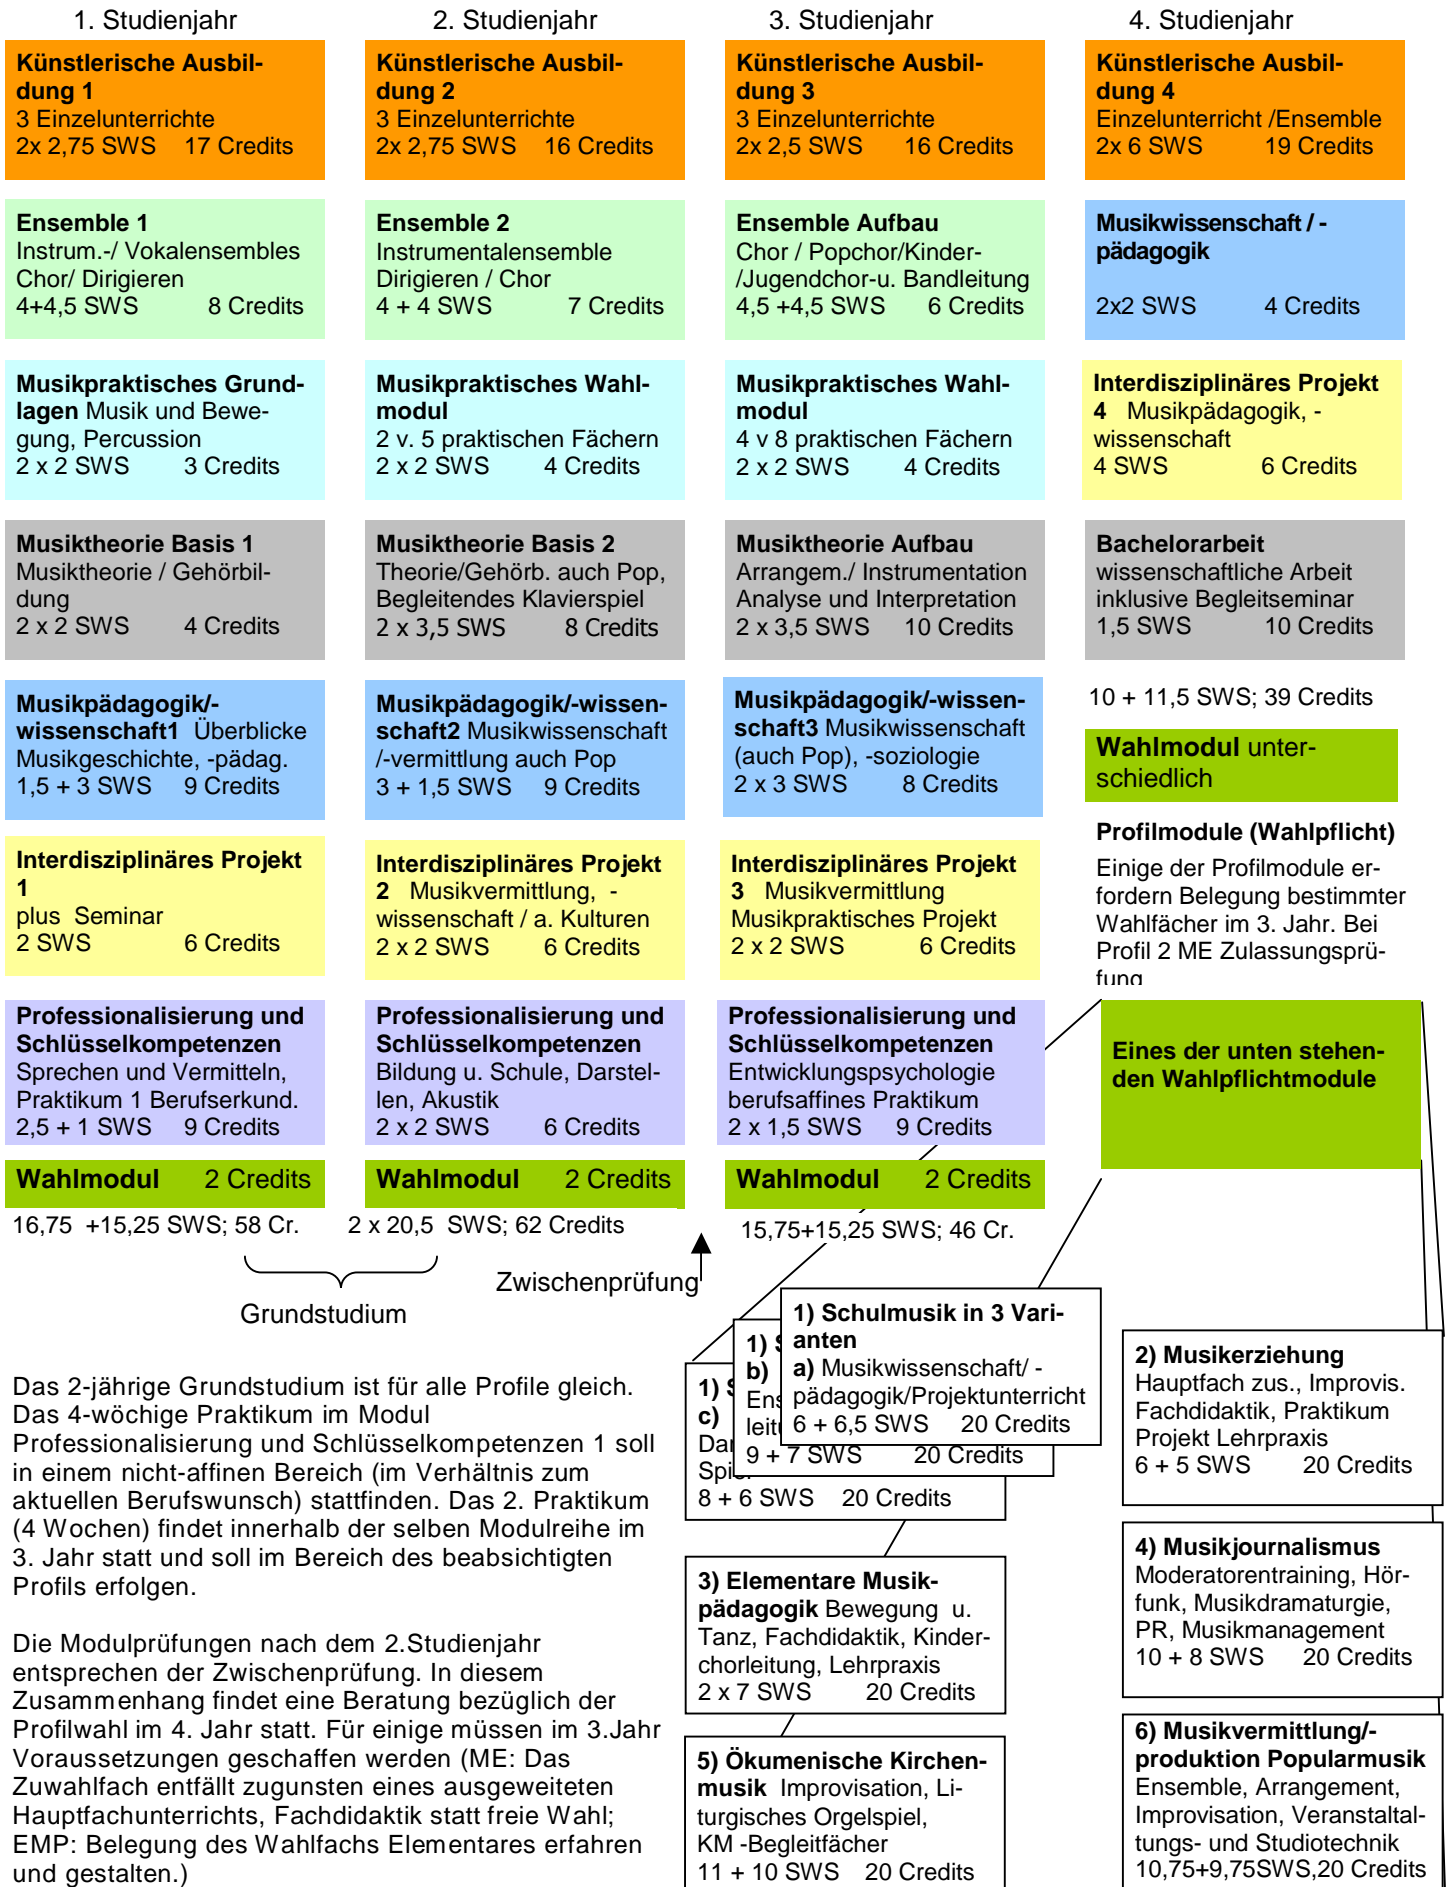 1. Studienjahr
2. Studienjahr
3. Studienjahr
4. Studienjahr
Künstlerische Ausbil-
dung 1
3 Einzelunterrichte
2x 2,75 SWS 17 Credits
Künstlerische Ausbil-
dung 2
3 Einzelunterrichte
2x 2,75 SWS 16 Credits
Künstlerische Ausbil-
dung 3
3 Einzelunterrichte
2x 2,5 SWS 16 Credits
Künstlerische Ausbil-
dung 4
Einzelunterricht /Ensemble
2x 6 SWS 19 Credits
Ensemble 1
Instrum.-/ Vokalensembles
Chor/ Dirigieren
4+4,5 SWS 8 Credits
Ensemble 2
Instrumentalensemble
Dirigieren / Chor
4 + 4 SWS 7 Credits
Ensemble Aufbau
Chor / Popchor/Kinder-
/Jugendchor-u. Bandleitung
4,5 +4,5 SWS 6 Credits
Musikwissenschaft / -
pädagogik
2x2 SWS 4 Credits
Musikpraktisches Grund-
lagen Musik und Bewe-
gung, Percussion
2 x 2 SWS 3 Credits
Musikpraktisches Wahl-
modul
2 v. 5 praktischen Fächern
2 x 2 SWS 4 Credits
Musikpraktisches Wahl-
modul
4 v 8 praktischen Fächern
2 x 2 SWS 4 Credits
Interdisziplinäres Projekt
4 Musikpädagogik, -
wissenschaft
4 SWS 6 Credits
Musiktheorie Basis 1
Musiktheorie / Gehörbil-
dung
2 x 2 SWS 4 Credits
Musiktheorie Basis 2
Theorie/Gehörb. auch Pop,
Begleitendes Klavierspiel
2 x 3,5 SWS 8 Credits
Musiktheorie Aufbau
Arrangem./ Instrumentation
Analyse und Interpretation
2 x 3,5 SWS 10 Credits
Bachelorarbeit
wissenschaftliche Arbeit
inklusive Begleitseminar
1,5 SWS 10 Credits
Musikpädagogik/-
wissenschaft1 Überblicke
Musikgeschichte, -pädag.
1,5 + 3 SWS 9 Credits
Musikpädagogik/-wissen-
schaft2 Musikwissenschaft
/-vermittlung auch Pop
3 + 1,5 SWS 9 Credits
Musikpädagogik/-wissen-
schaft3 Musikwissenschaft
(auch Pop), -soziologie
2 x 3 SWS 8 Credits
10 + 11,5 SWS; 39 Credits
Wahlmodul unter-
schiedlich
Interdisziplinäres Projekt
1
plus Seminar
2 SWS 6 Credits
Interdisziplinäres Projekt
2 Musikvermittlung, -
wissenschaft / a. Kulturen
2 x 2 SWS 6 Credits
Interdisziplinäres Projekt
3 Musikvermittlung
Musikpraktisches Projekt
2 x 2 SWS 6 Credits
Profilmodule (Wahlpflicht)
Einige der Profilmodule er-
fordern Belegung bestimmter
Wahlfächer im 3. Jahr. Bei
Profil 2 ME Zulassungsprü-
fung
Professionalisierung und
Schlüsselkompetenzen
Sprechen und Vermitteln,
Praktikum 1 Berufserkund.
2,5 + 1 SWS 9 Credits
Professionalisierung und
Schlüsselkompetenzen
Bildung u. Schule, Darstel-
len, Akustik
2 x 2 SWS 6 Credits
Professionalisierung und
Schlüsselkompetenzen
Entwicklungspsychologie
berufsaffines Praktikum
2 x 1,5 SWS 9 Credits
Eines der unten stehen-
den Wahlpflichtmodule
Wahlmodul 2 Credits
Wahlmodul 2 Credits
Wahlmodul 2 Credits
16,75 +15,25 SWS; 58 Cr.
2 x 20,5 SWS; 62 Credits
15,75+15,25 SWS; 46 Cr.
Zwischenprüfung
Grundstudium
Das 2-jährige Grundstudium ist für alle Profile gleich.
Das 4-wöchige Praktikum im Modul
Professionalisierung und Schlüsselkompetenzen 1 soll
in einem nicht-affinen Bereich (im Verhältnis zum
aktuellen Berufswunsch) stattfinden. Das 2. Praktikum
(4 Wochen) findet innerhalb der selben Modulreihe im
3. Jahr statt und soll im Bereich des beabsichtigten
Profils erfolgen.
Die Modulprüfungen nach dem 2.Studienjahr
entsprechen der Zwischenprüfung. In diesem
Zusammenhang findet eine Beratung bezüglich der
Profilwahl im 4. Jahr statt. Für einige müssen im 3.Jahr
Voraussetzungen geschaffen werden (ME: Das
Zuwahlfach entfällt zugunsten eines ausgeweiteten
Hauptfachunterrichts, Fachdidaktik statt freie Wahl;
EMP: Belegung des Wahlfachs Elementares erfahren
und gestalten.)
1) Schulmusik in 3 Vari-
anten
a) Musikwissenschaft/ -
pädagogik/Projektunterricht
6 + 6,5 SWS 20 Credits
1)
b)
9 + 7 SWS 20 Credits
1)
c)
8 + 6 SWS 20 Credits
2) Musikerziehung
Hauptfach zus., Improvis.
Fachdidaktik, Praktikum
Projekt Lehrpraxis
6 + 5 SWS 20 Credits
3) Elementare Musik-
pädagogik Bewegung u.
Tanz, Fachdidaktik, Kinder-
chorleitung, Lehrpraxis
2 x 7 SWS 20 Credits
4) Musikjournalismus
Moderatorentraining, Hör-
funk, Musikdramaturgie,
PR, Musikmanagement
10 + 8 SWS 20 Credits
5) Ökumenische Kirchen-
musik Improvisation, Li-
turgisches Orgelspiel,
KM -Begleitfächer
11 + 10 SWS 20 Credits
6) Musikvermittlung/-
produktion Popularmusik
Ensemble, Arrangement,
Improvisation, Veranstaltal-
tungs- und Studiotechnik
10,75+9,75SWS,20 Credits